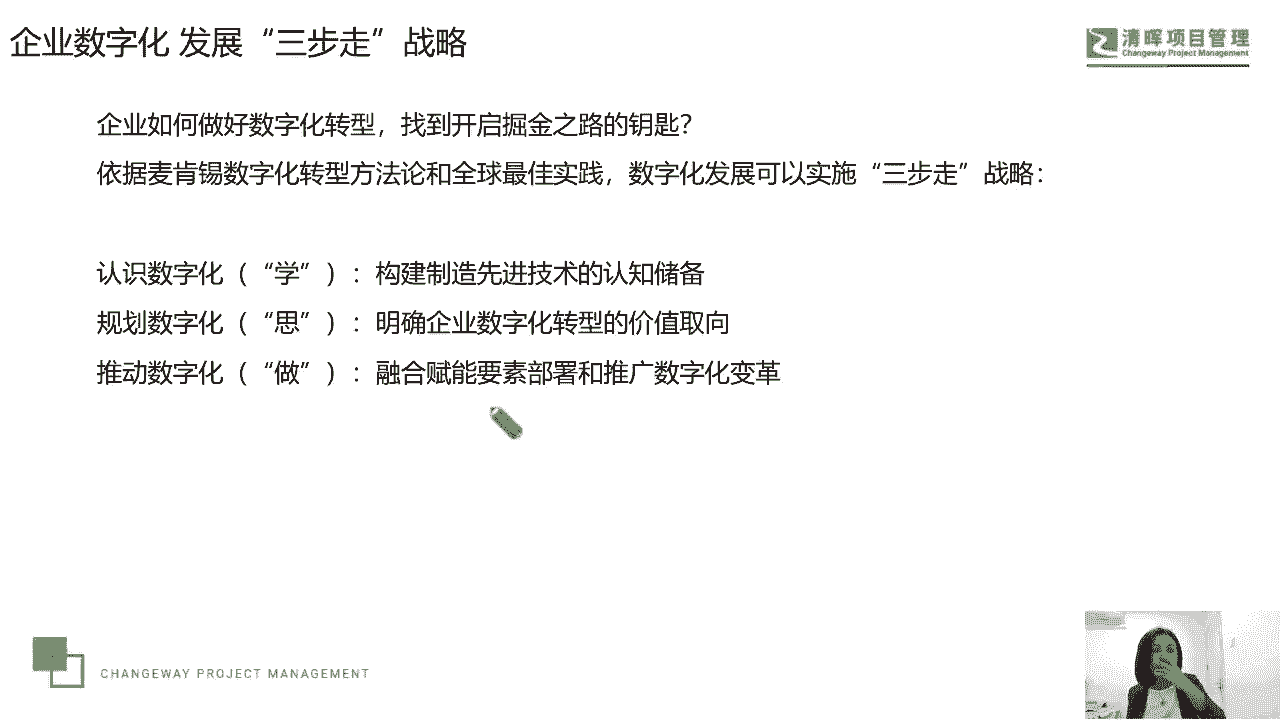 企业数字化 发展“三步走”战略
清晖项目管理
Changeway Project Management
企业如何做好数字化转型，找到开启掘金之路的钥匙？
依据麦肯锡数字化转型方法论和全球最佳实践，数字化发展可以实施“三步走”战略：
认识数字化（“学”）：构建制造先进技术的认知储备
规划数字化（“思”）：明确企业数字化转型的价值取向
推动数字化（“做”）：融合赋能要素部署和推广数字化变革
CHANGEWAY PROJECT MANAGEMENT